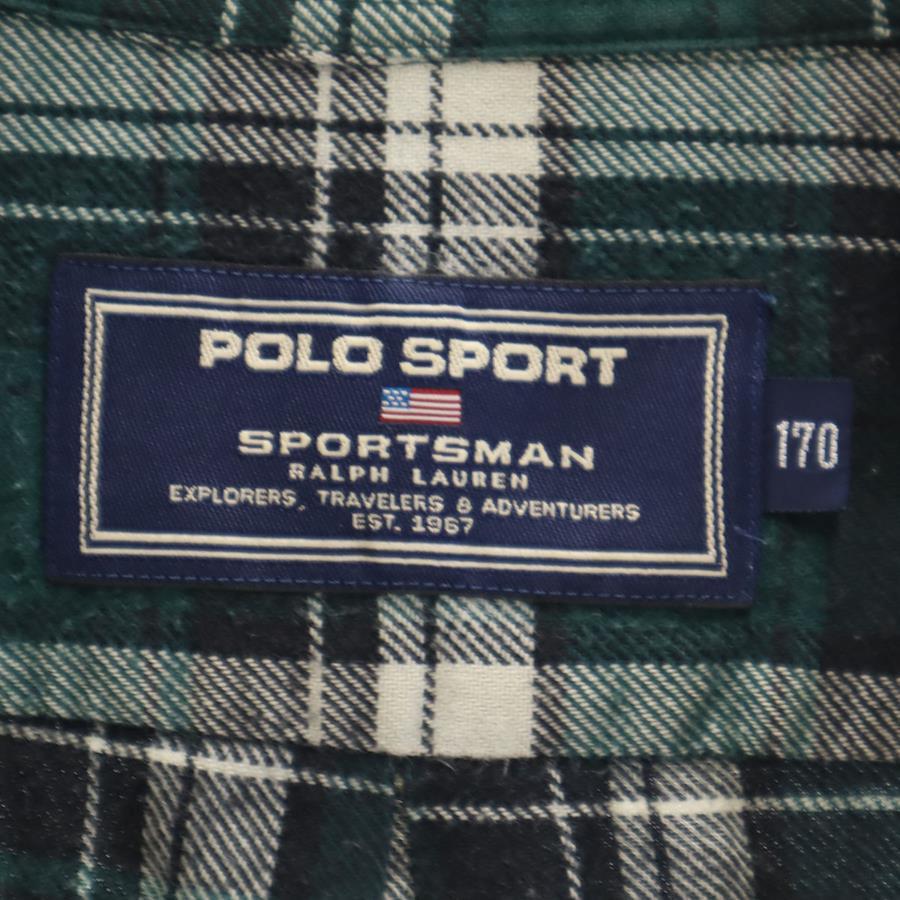 POLO SPORT
SPORTSMAN
RALPH LAUREN
EXPLORERS, TRAVELERS & ADVENTURERS
EST. 1967
170